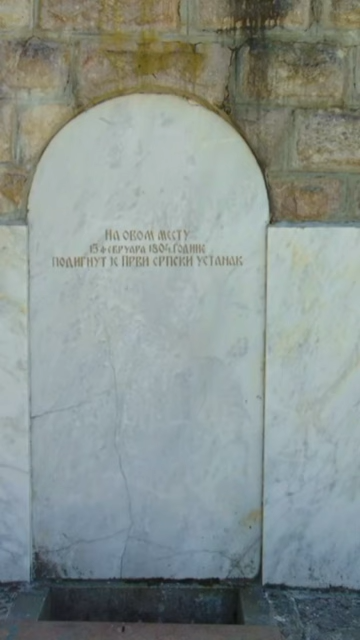 НА ОВОМ МЕСТУ
15 ФЕБРУАРА 1804. ГОДИНЕ
ПОДИГНУТ ЈЕ ПРВИ СРПСКИ УСТАНАК